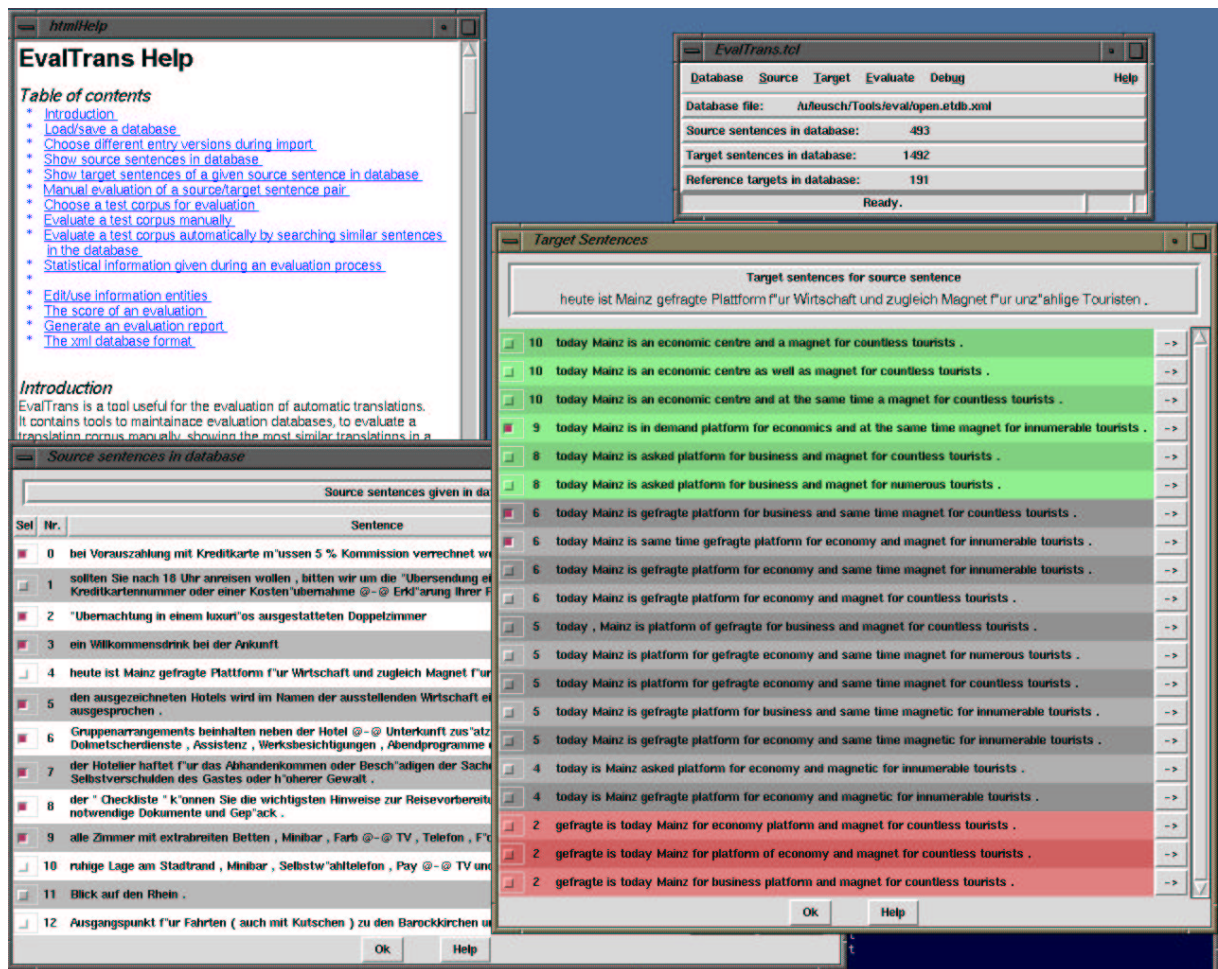 htmlHelp
EvalTrans Help
Table of contents
* Introduction
* Load/save a database
* Choose different entry versions during import
* Show source sentences in database
* Show target sentences of a given source sentence in database
* Manual evaluation of a source/target sentence pair
* Choose a test corpus for evaluation
* Evaluate a test corpus manually
* Evaluate a test corpus automatically by searching similar sentences
in the database
* Statistical information given during an evaluation process
*
* Edit/use information entities
* The score of an evaluation
* Generate an evaluation report
* The xml database format
Introduction
EvalTrans is a tool useful for the evaluation of automatic translations.
It contains tools to maintainace evaluation databases, to evaluate a
translation corpus manually, showing the most similar translations in a
EvalTrans.tcl
Database Source Target Evaluate Debug Help
Database file: /u/leusch/Tools/eval/open.etdb.xml
Source sentences in database: 493
Target sentences in database: 1492
Reference targets in database: 191
Ready.
Source sentences in database
Source sentences given in da
Sel Nr. Sentence
0 bei Vorauszahlung mit Kreditkarte m"ussen 5 % Kommission verrechnet w
1 sollten Sie nach 18 Uhr anreisen wollen , bitten wir um die "Ubersendung ei
Kreditkartennummer oder einer Kosten"ubernahme @-@ Erkl"arung Ihrer F
2 "Ubernachtung in einem luxuri"os ausgestatteten Doppelzimmer
3 ein Willkommensdrink bei der Ankunft
4 heute ist Mainz gefragte Plattform f"ur Wirtschaft und zugleich Magnet f"ur
5 den ausgezeichneten Hotels wird im Namen der ausstellenden Wirtschaft ei
ausgesprochen .
6 Gruppenarrangements beinhalten neben der Hotel @-@ Unterkunft zus"atz
Dolmetscherdienste , Assistenz , Werksbesichtigungen , Abendprogramme
7 der Hotelier haftet f"ur das Abhandenkommen oder Besch"adigen der Sache
Selbstverschulden des Gastes oder h"oherer Gewalt .
8 der " Checkliste " k"onnen Sie die wichtigsten Hinweise zur Reisevorbereitu
notwendige Dokumente und Gep"ack .
9 alle Zimmer mit extrabreiten Betten , Minibar , Farb @-@ TV , Telefon , F"
10 ruhige Lage am Stadtrand , Minibar , Selbstw"ahltelefon , Pay @-@ TV und
11 Blick auf den Rhein .
12 Ausgangspunkt f"ur Fahrten ( auch mit Kutschen ) zu den Barockkirchen u
Ok Help
Target Sentences
Target sentences for source sentence
heute ist Mainz gefragte Plattform f"ur Wirtschaft und zugleich Magnet f"ur unz"ahlige Touristen .
10 today Mainz is an economic centre and a magnet for countless tourists . ->
10 today Mainz is an economic centre as well as magnet for countless tourists . ->
10 today Mainz is an economic centre and at the same time a magnet for countless tourists . ->
9 today Mainz is in demand platform for economics and at the same time magnet for innumerable tourists . ->
8 today Mainz is asked platform for business and magnet for countless tourists . ->
8 today Mainz is asked platform for business and magnet for numerous tourists . ->
6 today Mainz is gefragte platform for business and same time magnet for countless tourists . ->
6 today Mainz is same time gefragte platform for economy and magnet for innumerable tourists . ->
6 today Mainz is gefragte platform for economy and same time magnet for innumerable tourists . ->
6 today Mainz is gefragte platform for economy and magnet for countless tourists . ->
5 today , Mainz is platform of gefragte for business and magnet for countless tourists . ->
5 today Mainz is platform for gefragte economy and same time magnet for numerous tourists . ->
5 today Mainz is platform for gefragte economy and same time magnet for countless tourists . ->
5 today Mainz is gefragte platform for business and same time magnetic for innumerable tourists . ->
5 today Mainz is gefragte platform for economy and same time magnetic for innumerable tourists . ->
4 today is Mainz asked platform for economy and magnetic for innumerable tourists . ->
4 today is Mainz gefragte platform for economy and magnetic for innumerable tourists . ->
2 gefragte is today Mainz for economy platform and magnet for countless tourists . ->
2 gefragte is today Mainz for platform of economy and magnet for countless tourists . ->
2 gefragte is today Mainz for business platform and magnet for countless tourists . ->
Ok Help
t